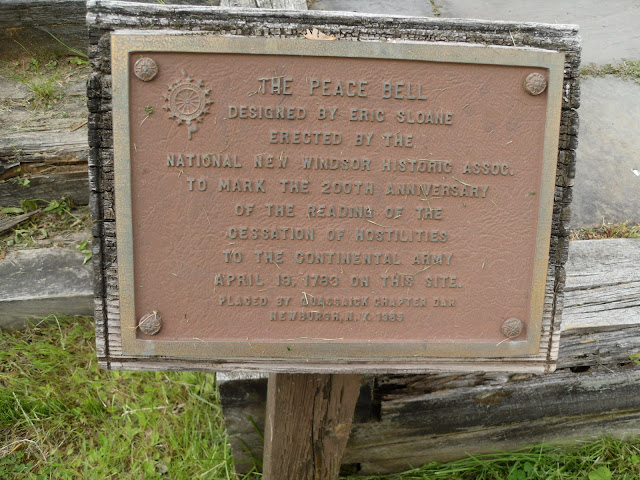 THE PEACE BELL
DESIGNED BY ERIC SLOANE
ERECTED BY THE
NATIONAL NEW WINDSOR HISTORIC ASSOC.
TO MARK THE 200TH ANNIVERSARY
OF THE READING OF THE
CESSATION OF HOSTILITIES
TO THE CONTINENTAL ARMY
APRIL 19, 1783 ON THIS SITE.
PLACED BY QUASSAICK CHAPTER DAR
NEWBURGH, N.Y.